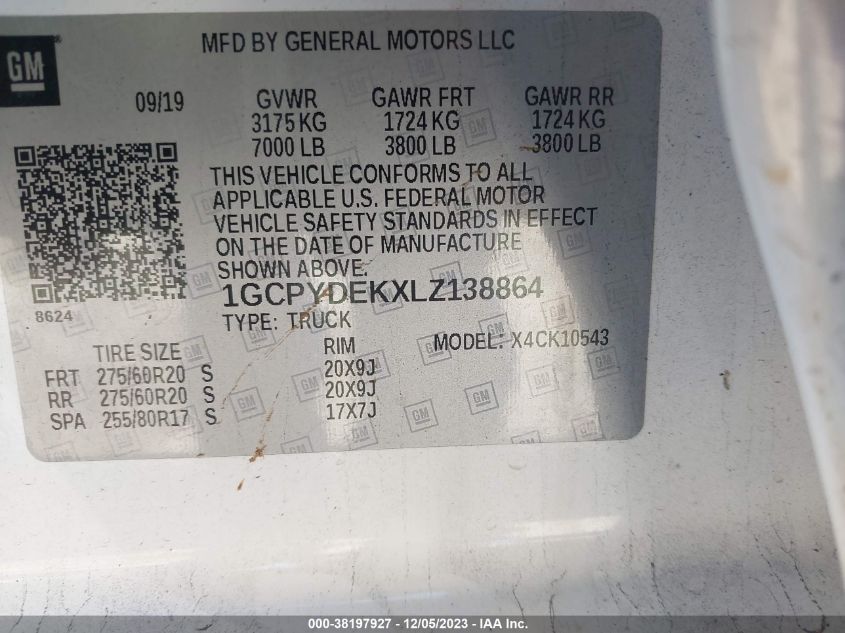 GM
MFD BY GENERAL MOTORS LLC
09/19 GVWR GAWR FRT GAWR RR
3175 KG 1724 KG 1724 KG
7000 LB 3800 LB 3800 LB
THIS VEHICLE CONFORMS TO ALL
APPLICABLE U.S. FEDERAL MOTOR
VEHICLE SAFETY STANDARDS IN EFFECT
ON THE DATE OF MANUFACTURE
SHOWN ABOVE.
8624
1GCPYDEKXLZ138864
TYPE: TRUCK
TIRE SIZE RIM MODEL: X4CK10543
FRT 275/60R20 S 20X9J
RR 275/60R20 S 20X9J
SPA 255/80R17 S 17X7J
000-38197927 - 12/05/2023 - IAA Inc.